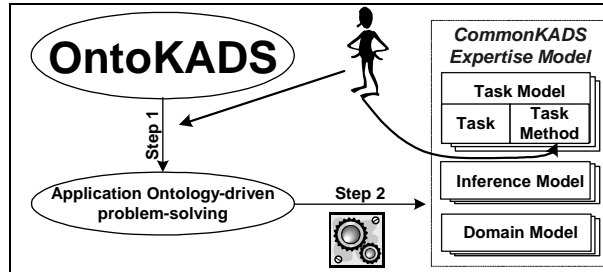 OntoKADS
Step 1
Application Ontology-driven
problem-solving
Step 2
CommonKADS
Expertise Model
Task Model
Task
Task
Method
Inference Model
Domain Model